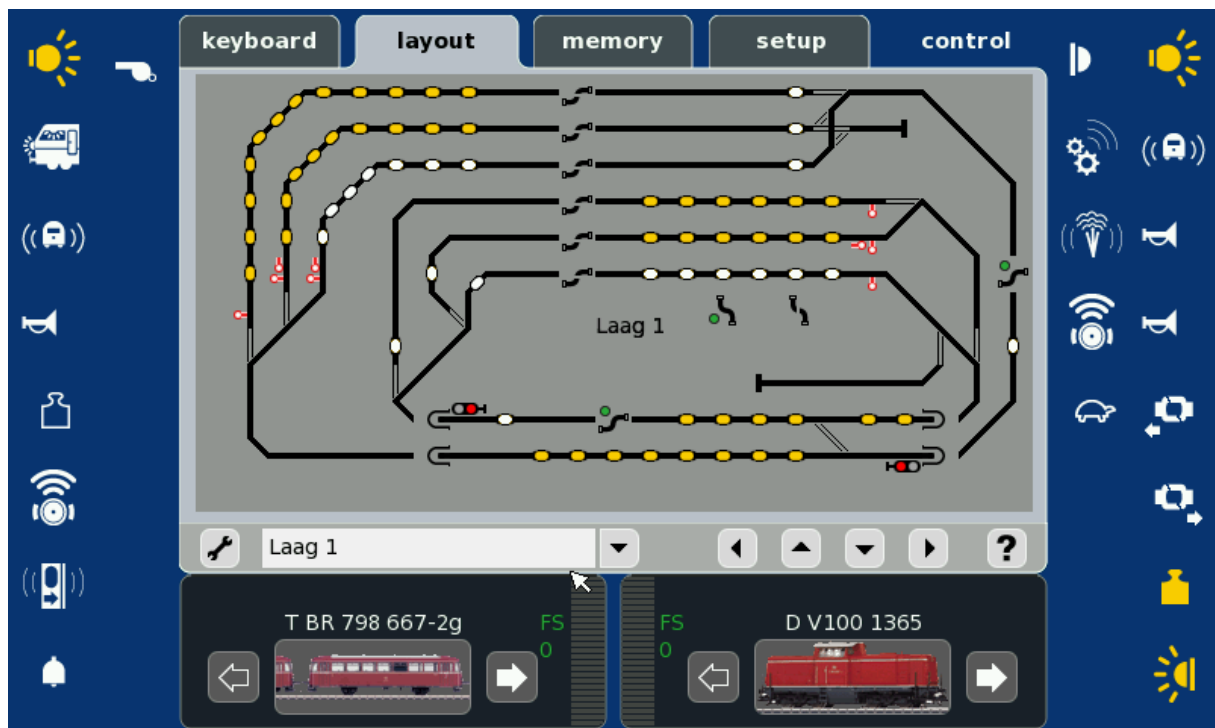 keyboard
layout
memory
setup
control
Laag 1
Laag 1
?
T BR 798 667-2g
FS
0
FS
0
D V100 1365